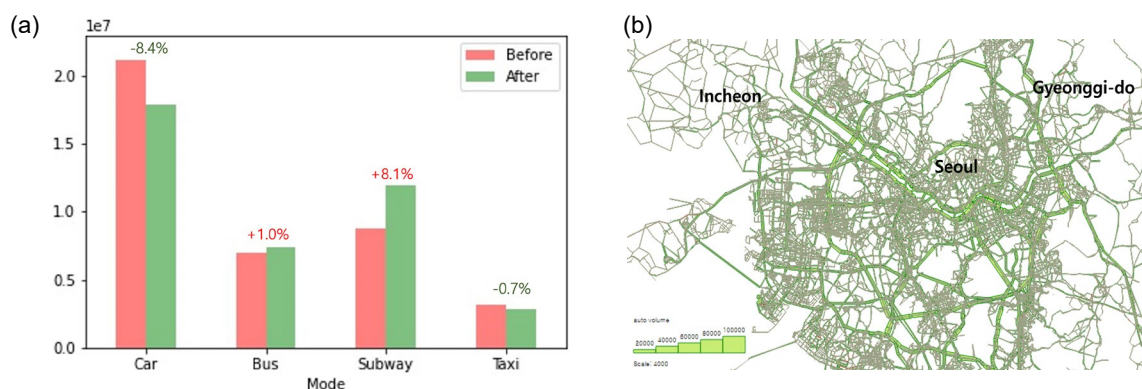 (a)
1e7
-8.4%
Before
After
2.0
1.5
+8.1%
1.0
+1.0%
0.5
-0.7%
0.0
Car Bus Subway Taxi
Mode
(b)
Incheon
Gyeonggi-do
Seoul
auto volume
20000 40000 60000 80000 100000
Scale: 4000